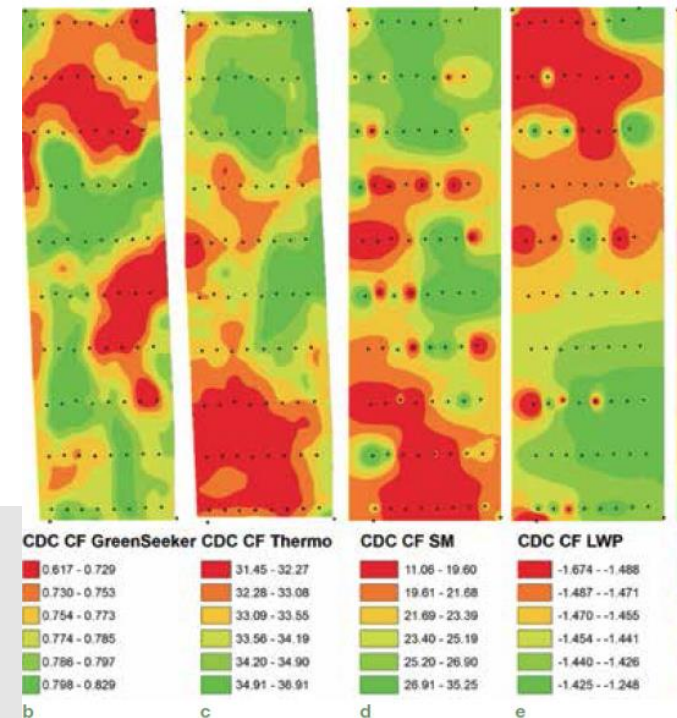 CDC CF GreenSeeker
0.617 - 0.729
0.730 - 0.753
0.754 - 0.773
0.774 - 0.785
0.786 - 0.797
0.798 - 0.829
b
CDC CF Thermo
31.45 - 32.27
32.28 - 33.08
33.09 - 33.55
33.56 - 34.19
34.20 - 34.90
34.91 - 36.91
c
CDC CF SM
11.06 - 19.60
19.61 - 21.68
21.69 - 23.39
23.40 - 25.19
25.20 - 26.90
26.91 - 35.25
d
CDC CF LWP
-1.674 - -1.488
-1.487 - -1.471
-1.470 - -1.455
-1.454 - -1.441
-1.440 - -1.426
-1.425 - -1.248
e